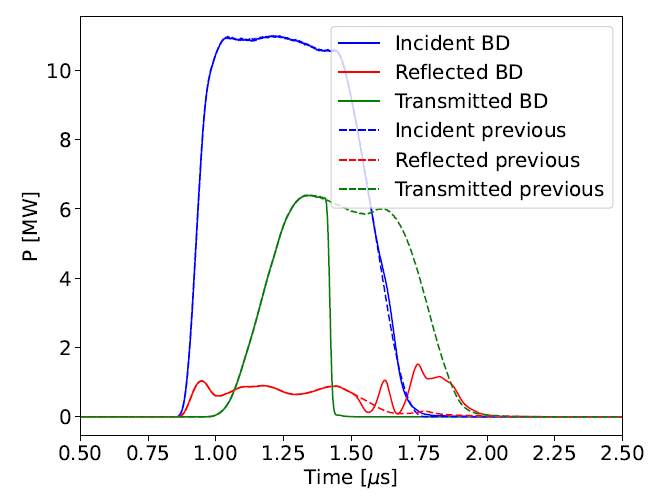 Incident BD
Reflected BD
Transmitted BD
Incident previous
Reflected previous
Transmitted previous
P [MW]
10
8
6
4
2
0
0.50 0.75 1.00 1.25 1.50 1.75 2.00 2.25 2.50
Time [μs]